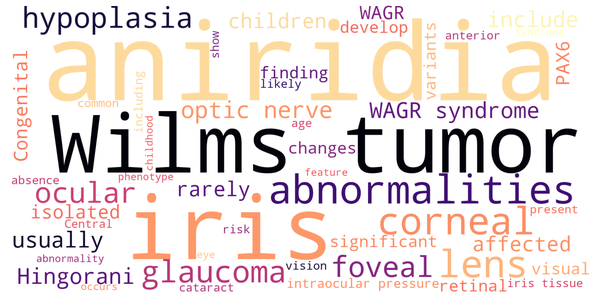 hypoplasia
children
WAGR
include
develop
show
anterior
aniridia
variants
PAX6
finding
likely
Congenital
common
including
optic nerve
WAGR syndrome
age
Wilms tumor
changes
childhood
absence
phenotype
feature
ocular
rarely
abnormalities
isolated
Central
iris
risk
corneal
present
usually
significant
affected
abnormality
eye
vision
foveal
lens
visual
Hingorani
glaucoma
intraocular pressure
retinal
iris tissue
occurs
cataract